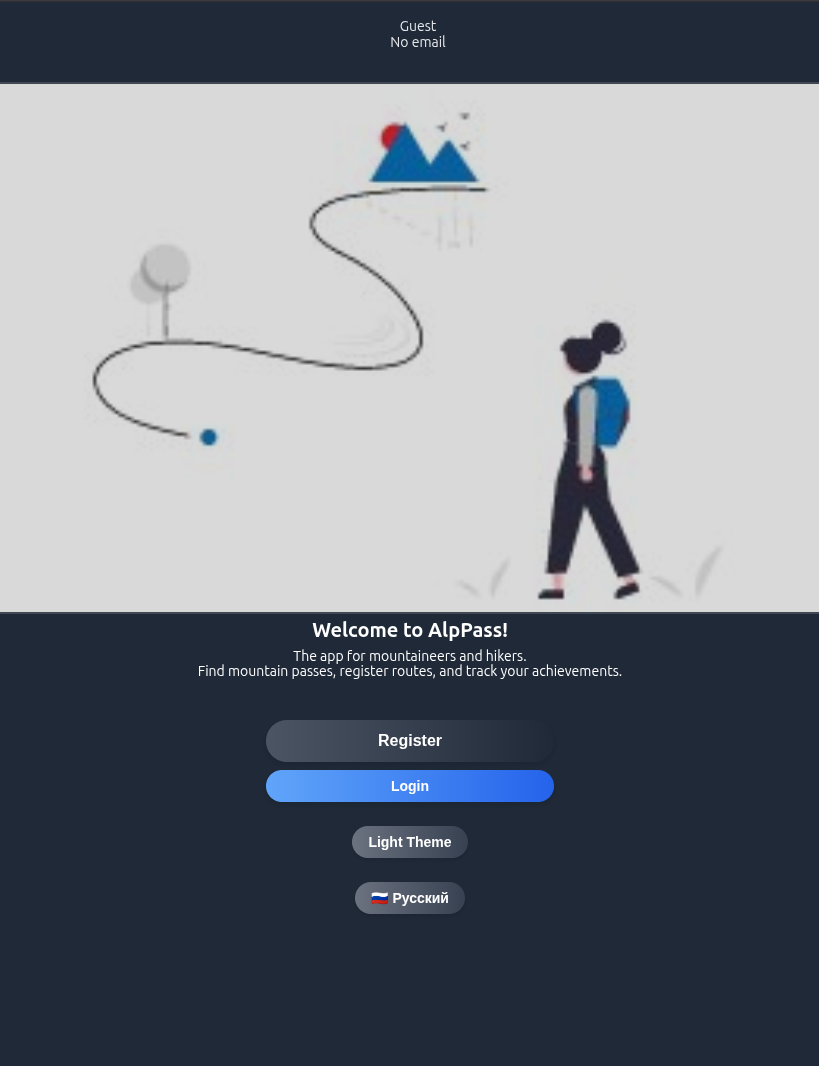 Guest
No email
Welcome to AlpPass!
The app for mountaineers and hikers.
Find mountain passes, register routes, and track your achievements.
Register
Login
Light Theme
🇷🇺 Русский